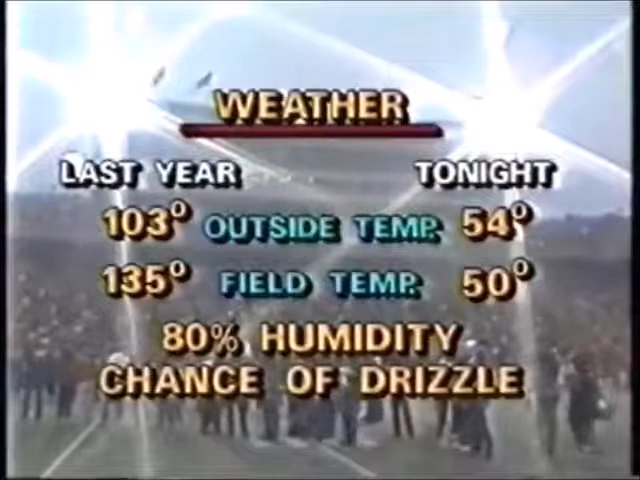 WEATHER
LAST YEAR TONIGHT
103° OUTSIDE TEMP. 54°
135° FIELD TEMP. 50°
80% HUMIDITY
CHANCE OF DRIZZLE